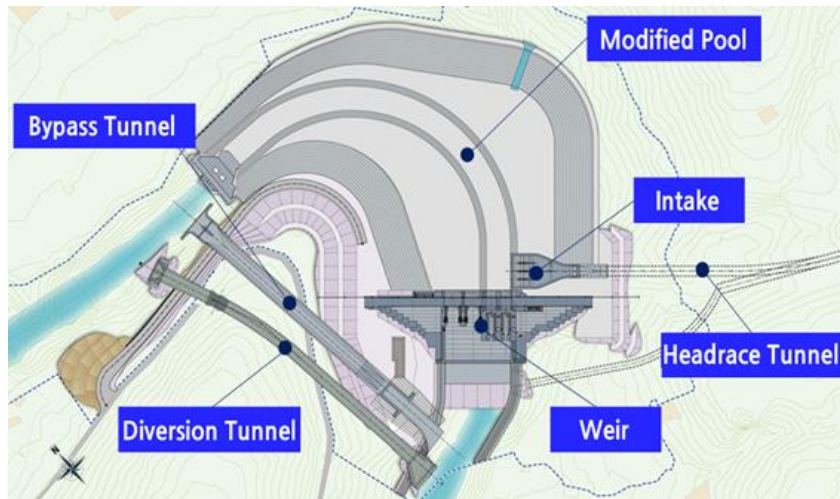 Modified Pool
Bypass Tunnel
Intake
Headrace Tunnel
Diversion Tunnel
Weir
N